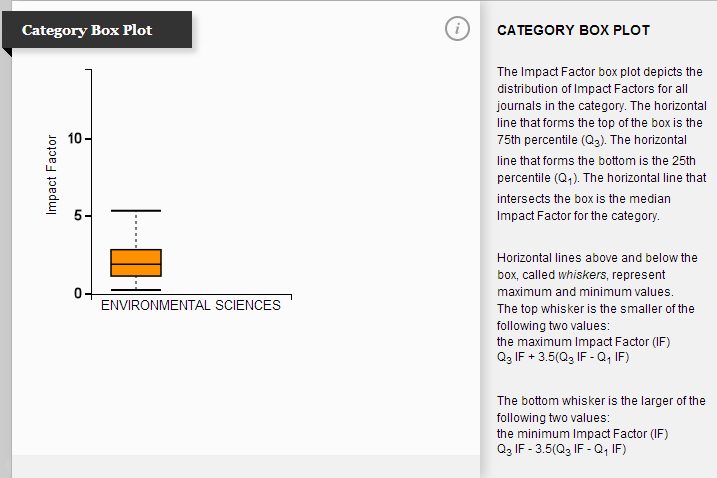 Category Box Plot
i
10
5
0
Impact Factor
ENVIRONMENTAL SCIENCES
CATEGORY BOX PLOT
The Impact Factor box plot depicts the
distribution of Impact Factors for all
journals in the category. The horizontal
line that forms the top of the box is the
75th percentile (Q₃). The horizontal
line that forms the bottom is the 25th
percentile (Q₁). The horizontal line that
intersects the box is the median
Impact Factor for the category.
Horizontal lines above and below the
box, called whiskers, represent
maximum and minimum values.
The top whisker is the smaller of the
following two values:
the maximum Impact Factor (IF)
Q₃ IF + 3.5(Q₃ IF - Q₁ IF)
The bottom whisker is the larger of the
following two values:
the minimum Impact Factor (IF)
Q₃ IF - 3.5(Q₃ IF - Q₁ IF)